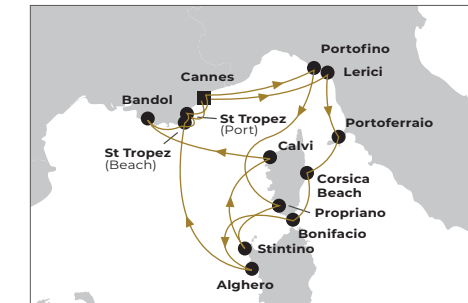 Portofino
Cannes
Lerici
Bandol
St Tropez
(Port)
Portoferraio
St Tropez
(Beach)
Calvi
Corsica
Beach
Propriano
Bonifacio
Stintino
Alghero